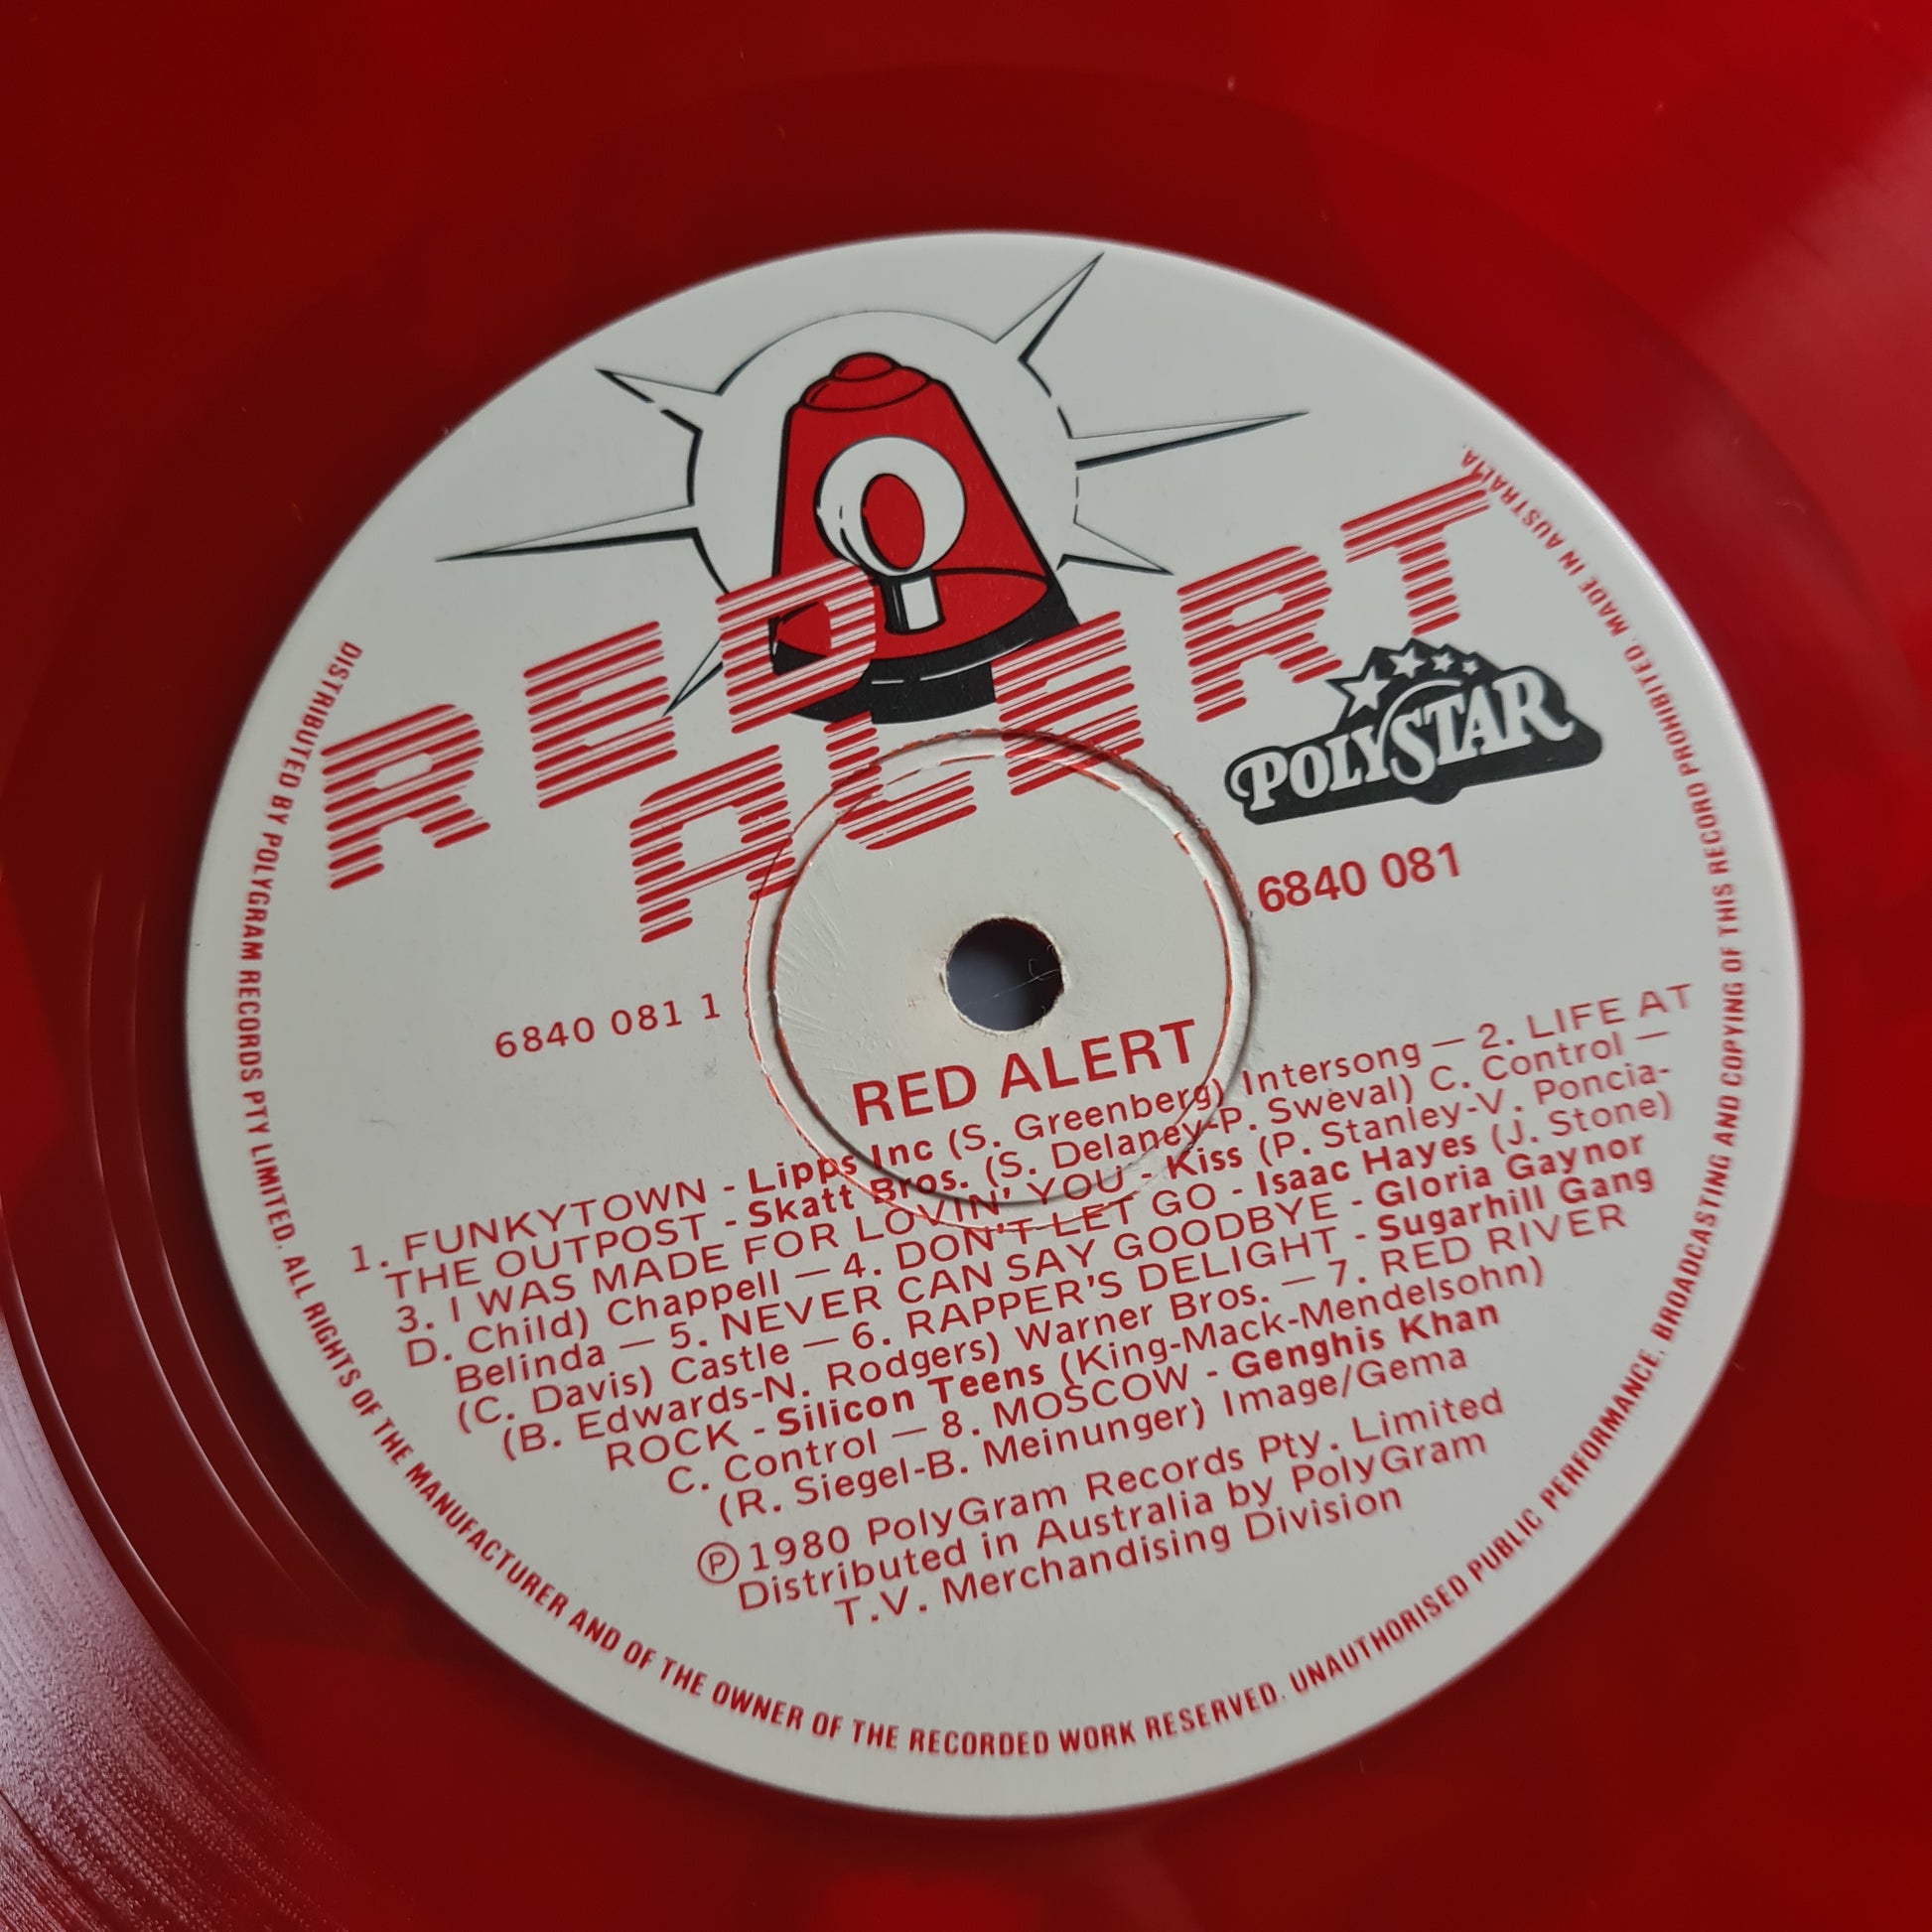 RED
ALERT
POLYSTAR
6840 081
6840 081 1
RED ALERT
1. FUNKYTOWN - Lipps Inc (S. Greenberg) Intersong — 2. LIFE AT
THE OUTPOST - Skatt Bros. (S. Delaney-P. Sweval) C. Control —
3. I WAS MADE FOR LOVIN' YOU - Kiss (P. Stanley-V. Poncia-
D. Child) Chappell — 4. DON'T LET GO - Isaac Hayes (J. Stone)
Belinda — 5. NEVER CAN SAY GOODBYE - Gloria Gaynor
(C. Davis) Castle — 6. RAPPER'S DELIGHT - Sugarhill Gang
(B. Edwards-N. Rodgers) Warner Bros. — 7. RED RIVER
ROCK - Silicon Teens (King-Mack-Mendelsohn)
C. Control — 8. MOSCOW - Genghis Khan
(R. Siegel-B. Meinunger) Image/Gema
Ⓟ 1980 PolyGram Records Pty. Limited
Distributed in Australia by PolyGram
T.V. Merchandising Division
DISTRIBUTED BY POLYGRAM RECORDS PTY LIMITED. ALL RIGHTS OF THE MANUFACTURER AND OF THE OWNER OF THE RECORDED WORK RESERVED. UNAUTHORISED PUBLIC PERFORMANCE, BROADCASTING AND COPYING OF THIS RECORD PROHIBITED. MADE IN AUSTRALIA.